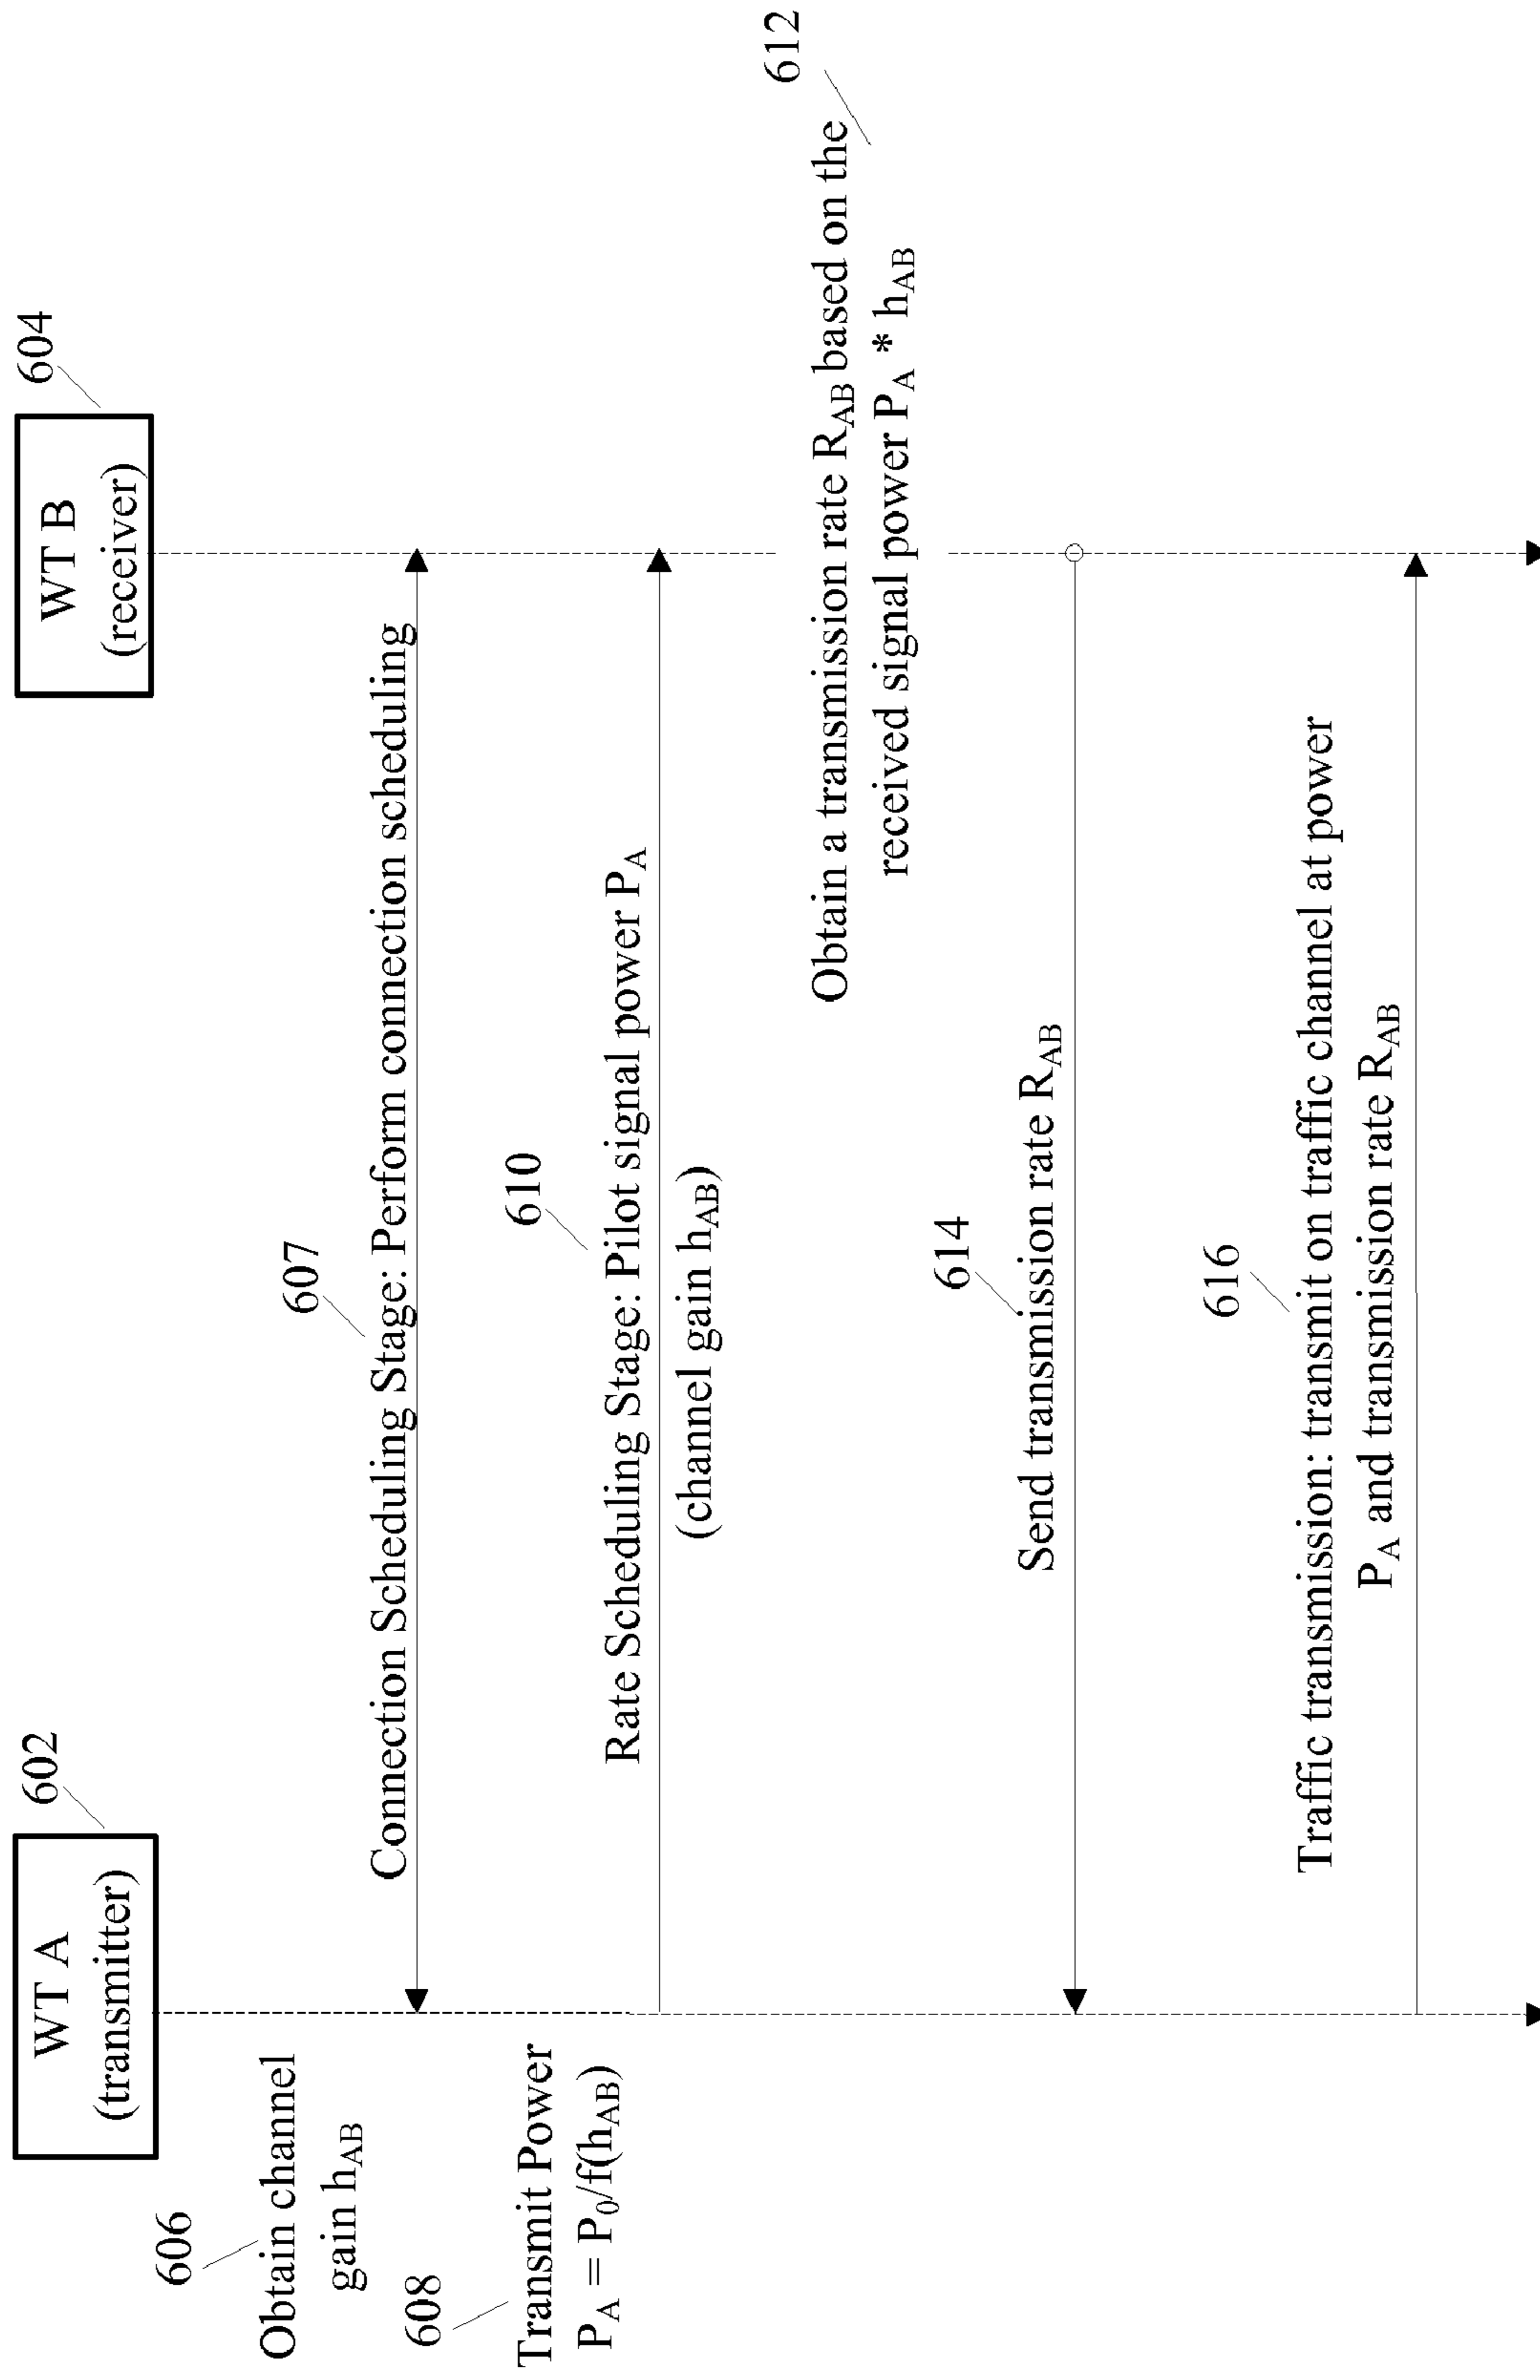 602
WT A
(transmitter)
604
WT B
(receiver)
606
Obtain channel
gain hAB
607
Connection Scheduling Stage: Perform connection scheduling
608
Transmit Power
PA = P0/f(hAB)
610
Rate Scheduling Stage: Pilot signal power PA
(channel gain hAB)
612
Obtain a transmission rate RAB based on the
received signal power PA * hAB
614
Send transmission rate RAB
616
Traffic transmission: transmit on traffic channel at power
PA and transmission rate RAB